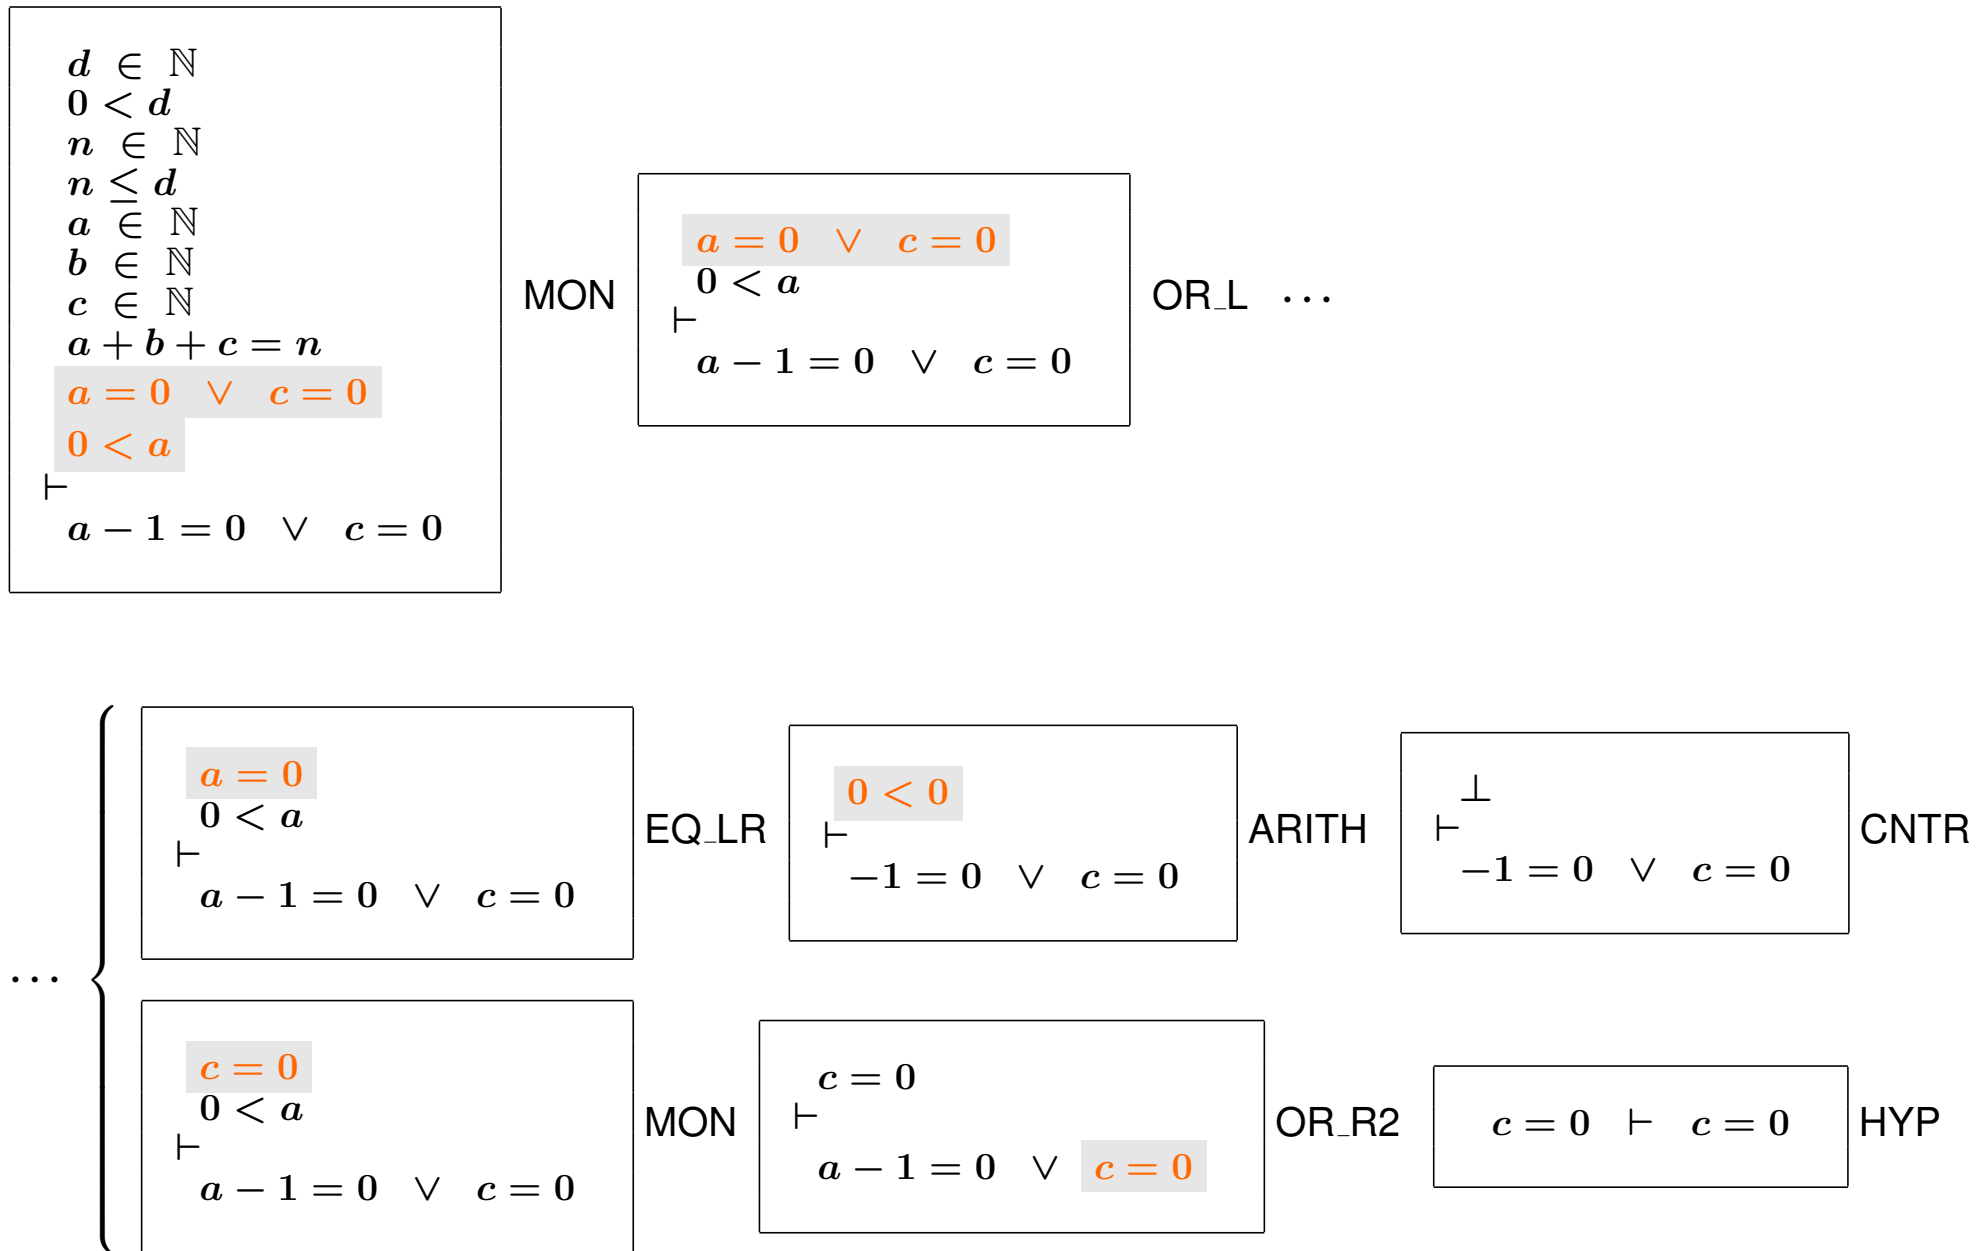 d ∈ ℕ
0 < d
n ∈ ℕ
n ≤ d
a ∈ ℕ
b ∈ ℕ
c ∈ ℕ
a + b + c = n
a = 0 ∨ c = 0
0 < a
⊢
a − 1 = 0 ∨ c = 0
MON
a = 0 ∨ c = 0
0 < a
⊢
a − 1 = 0 ∨ c = 0
OR_L ···
···
a = 0
0 < a
⊢
a − 1 = 0 ∨ c = 0
EQ_LR
0 < 0
⊢
−1 = 0 ∨ c = 0
ARITH
⊥
⊢
−1 = 0 ∨ c = 0
CNTR
c = 0
0 < a
⊢
a − 1 = 0 ∨ c = 0
MON
c = 0
⊢
a − 1 = 0 ∨ c = 0
OR_R2
c = 0 ⊢ c = 0
HYP